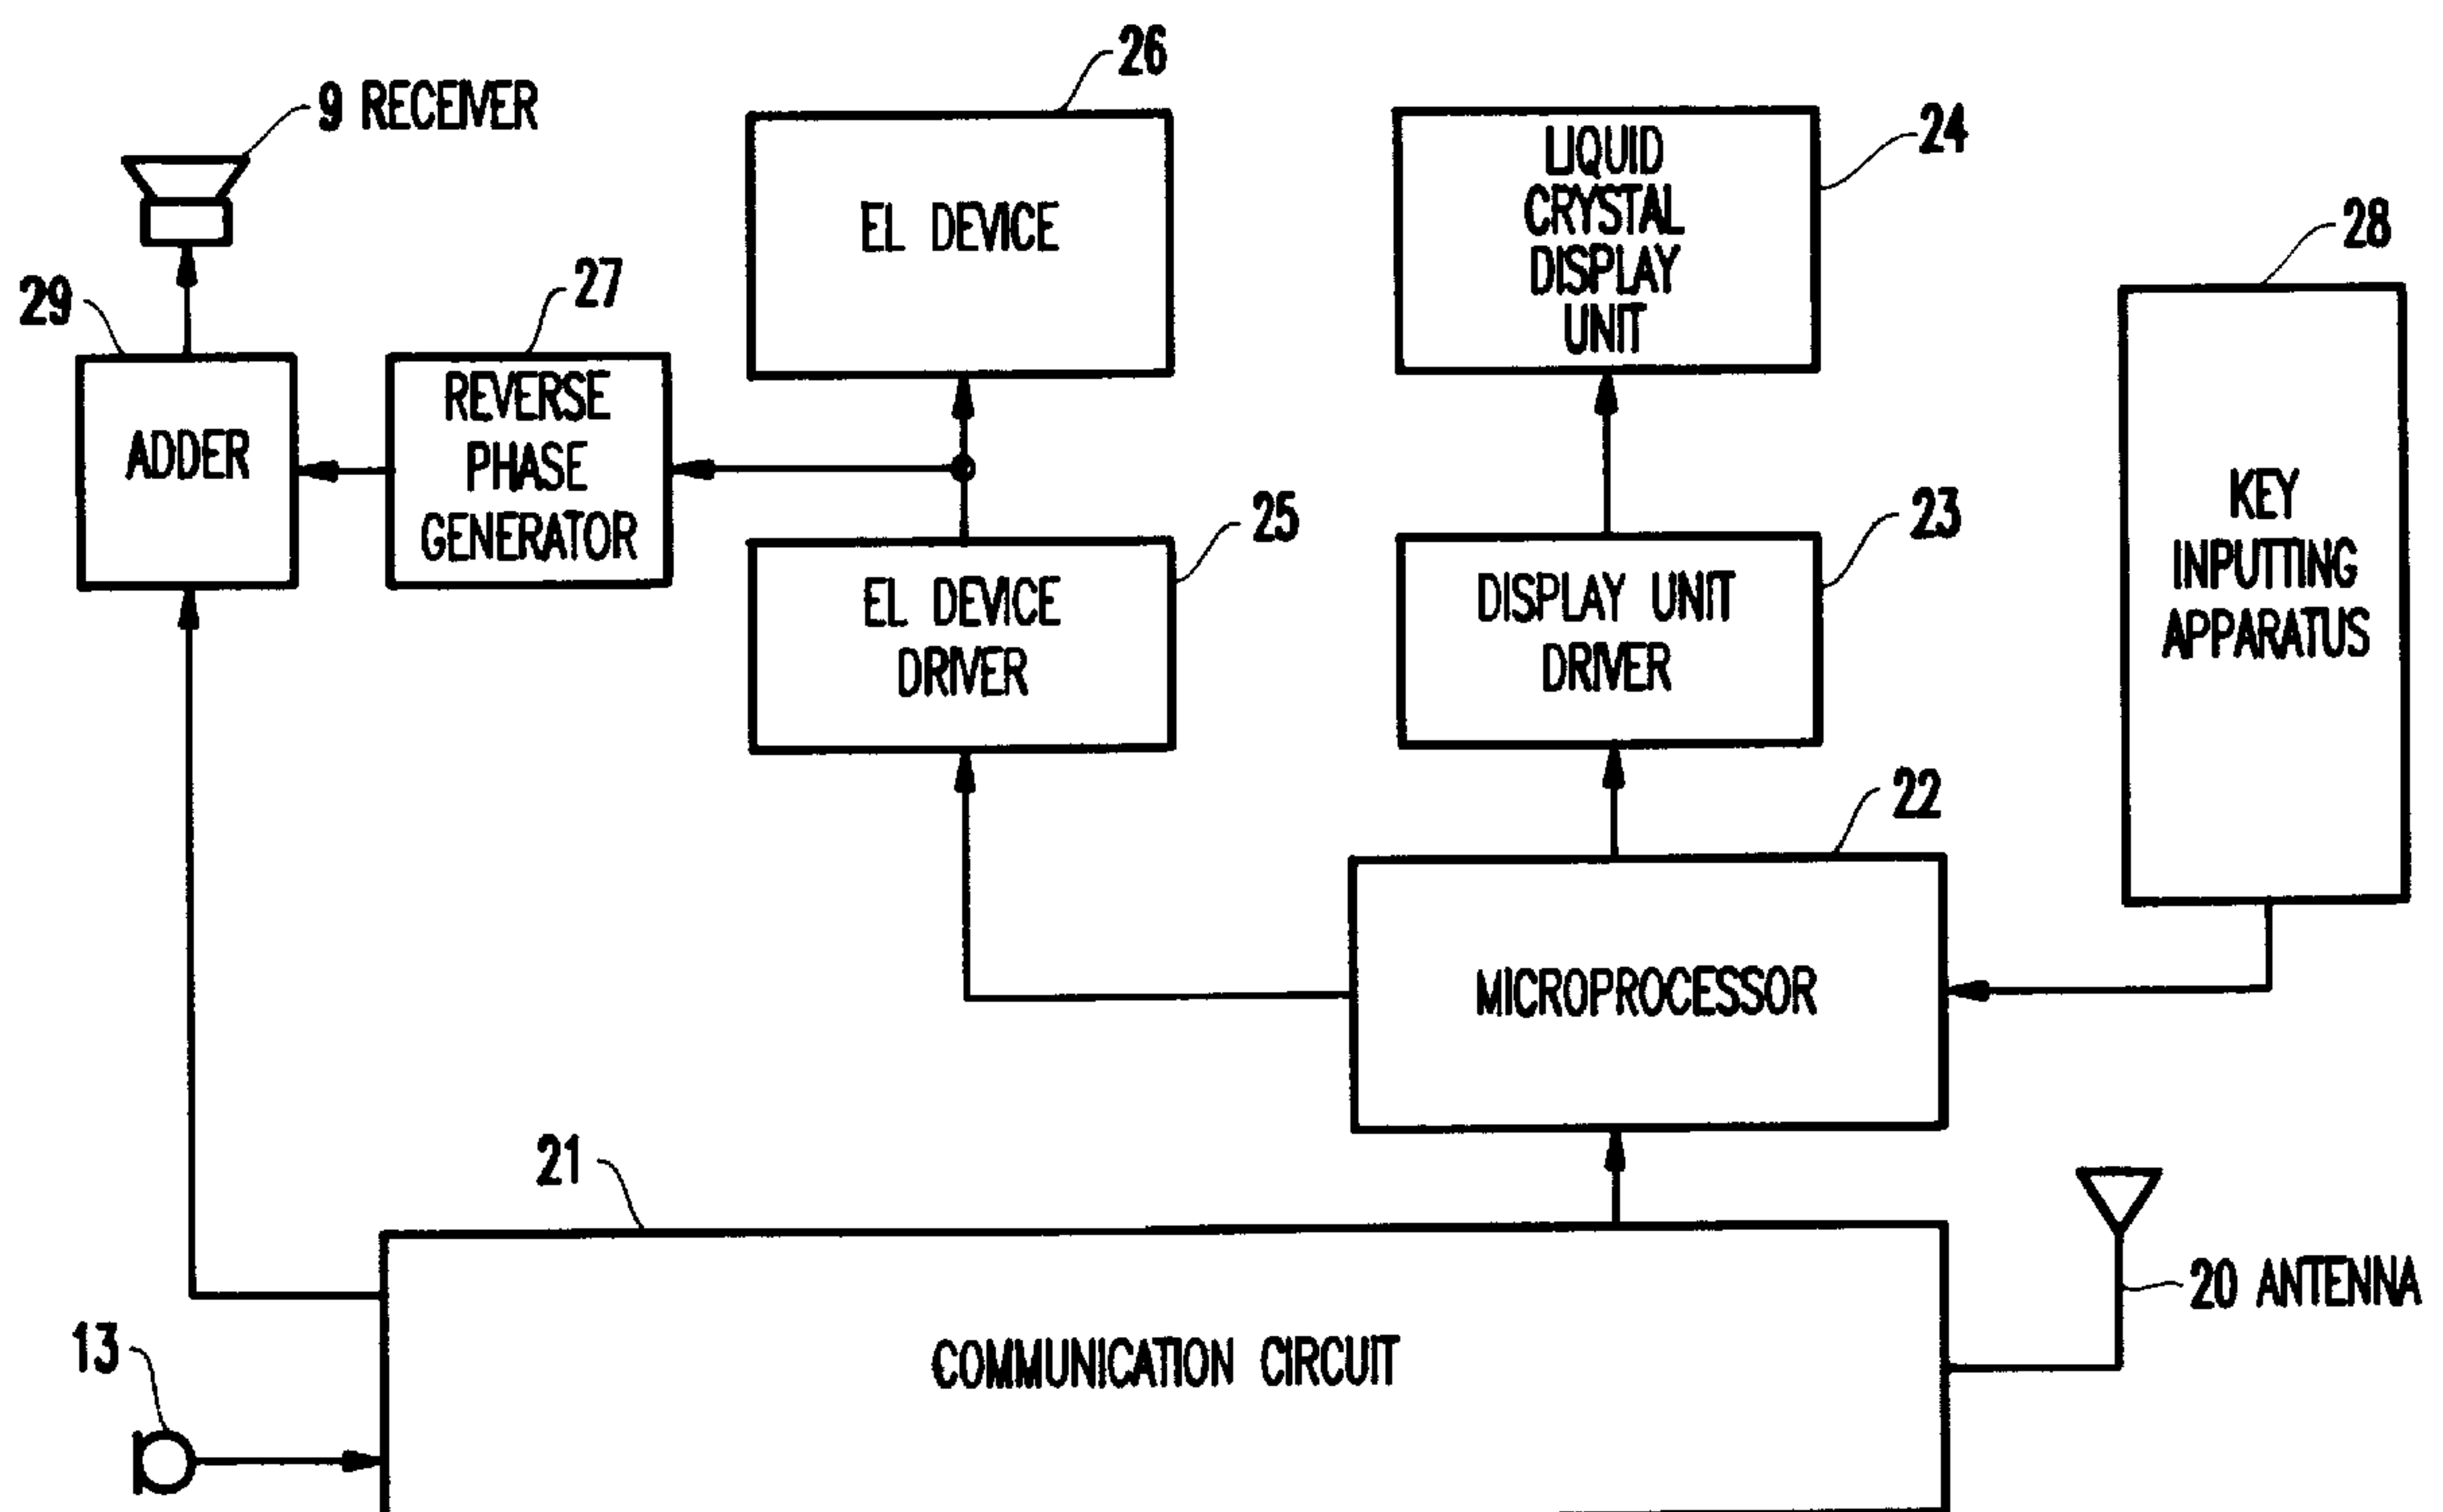 26
9 RECEIVER
24
LIQUID
CRYSTAL
DISPLAY
UNIT
EL DEVICE
28
29
27
REVERSE
PHASE
GENERATOR
ADDER
25
23
KEY
INPUTTING
APPARATUS
EL DEVICE
DRIVER
DISPLAY UNIT
DRIVER
22
MICROPROCESSOR
21
20 ANTENNA
13
COMMUNICATION CIRCUIT